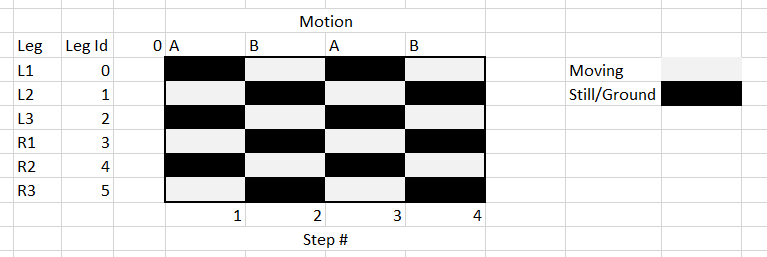 Motion
Leg Leg Id 0 A B A B
L1 0 Moving
L2 1 Still/Ground
L3 2
R1 3
R2 4
R3 5
1 2 3 4
Step #